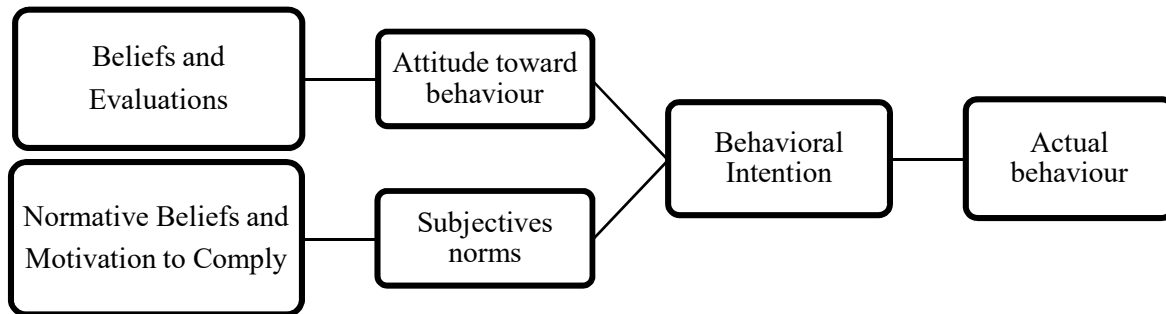 Beliefs and
Evaluations
Attitude toward
behaviour
Normative Beliefs and
Motivation to Comply
Subjectives
norms
Behavioral
Intention
Actual
behaviour